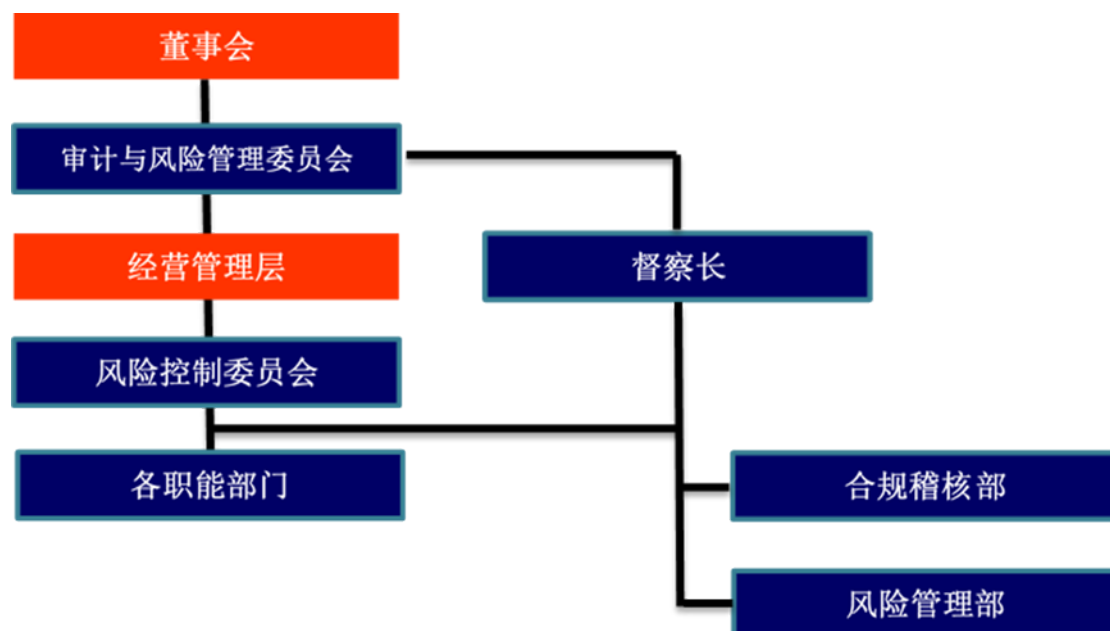 董事会
审计与风险管理委员会
经营管理层
督察长
风险控制委员会
各职能部门
合规稽核部
风险管理部